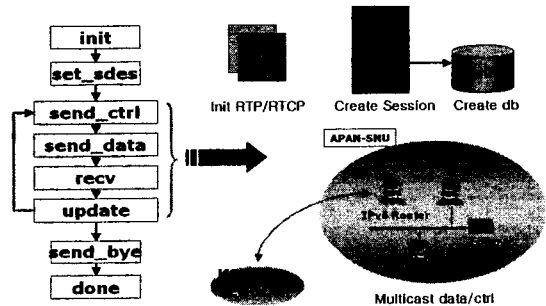 init
set_sdes
send_ctrl
send_data
recv
update
send_bye
done
Init RTP/RTCP
Create Session
Create db
APAN-SNU
IPv6 Router
Multicast data/ctrl